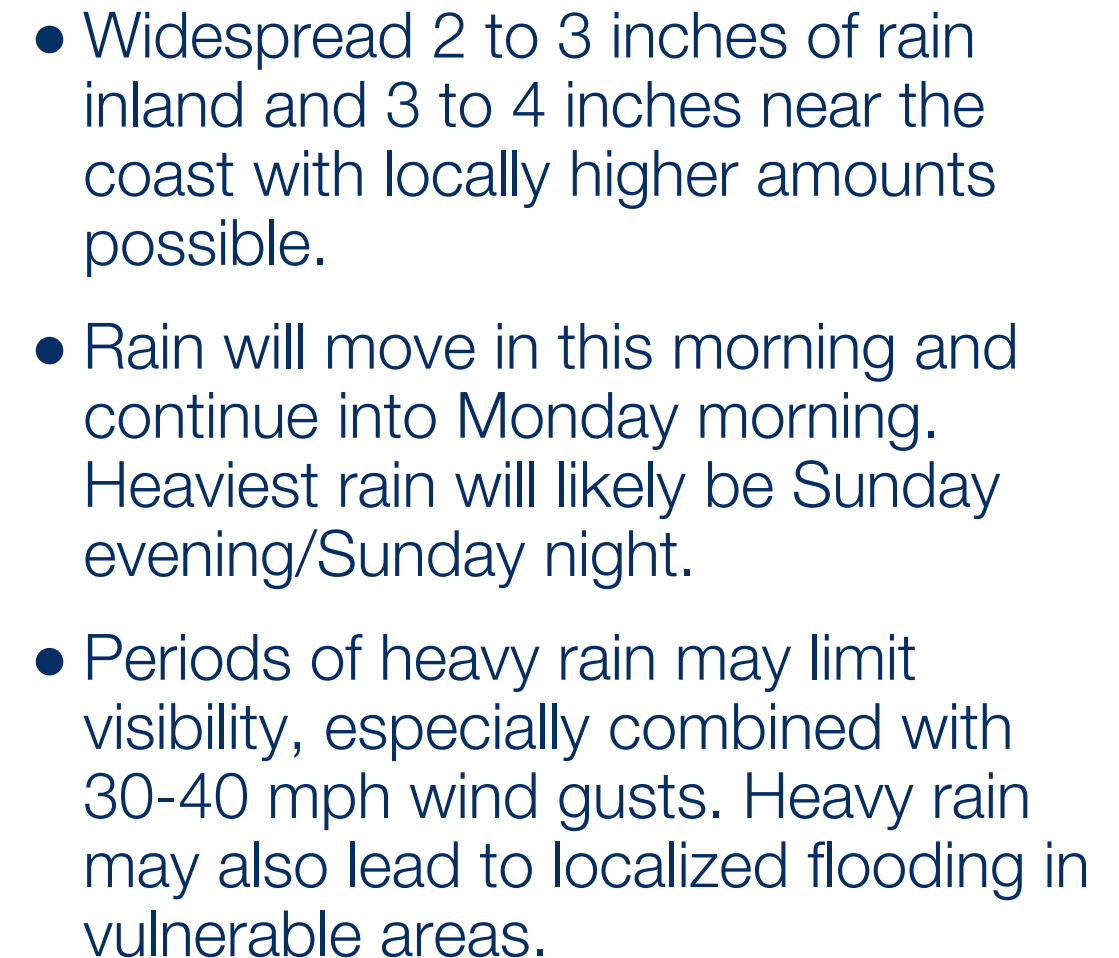 ● Widespread 2 to 3 inches of rain
inland and 3 to 4 inches near the
coast with locally higher amounts
possible.
● Rain will move in this morning and
continue into Monday morning.
Heaviest rain will likely be Sunday
evening/Sunday night.
● Periods of heavy rain may limit
visibility, especially combined with
30-40 mph wind gusts. Heavy rain
may also lead to localized flooding in
vulnerable areas.